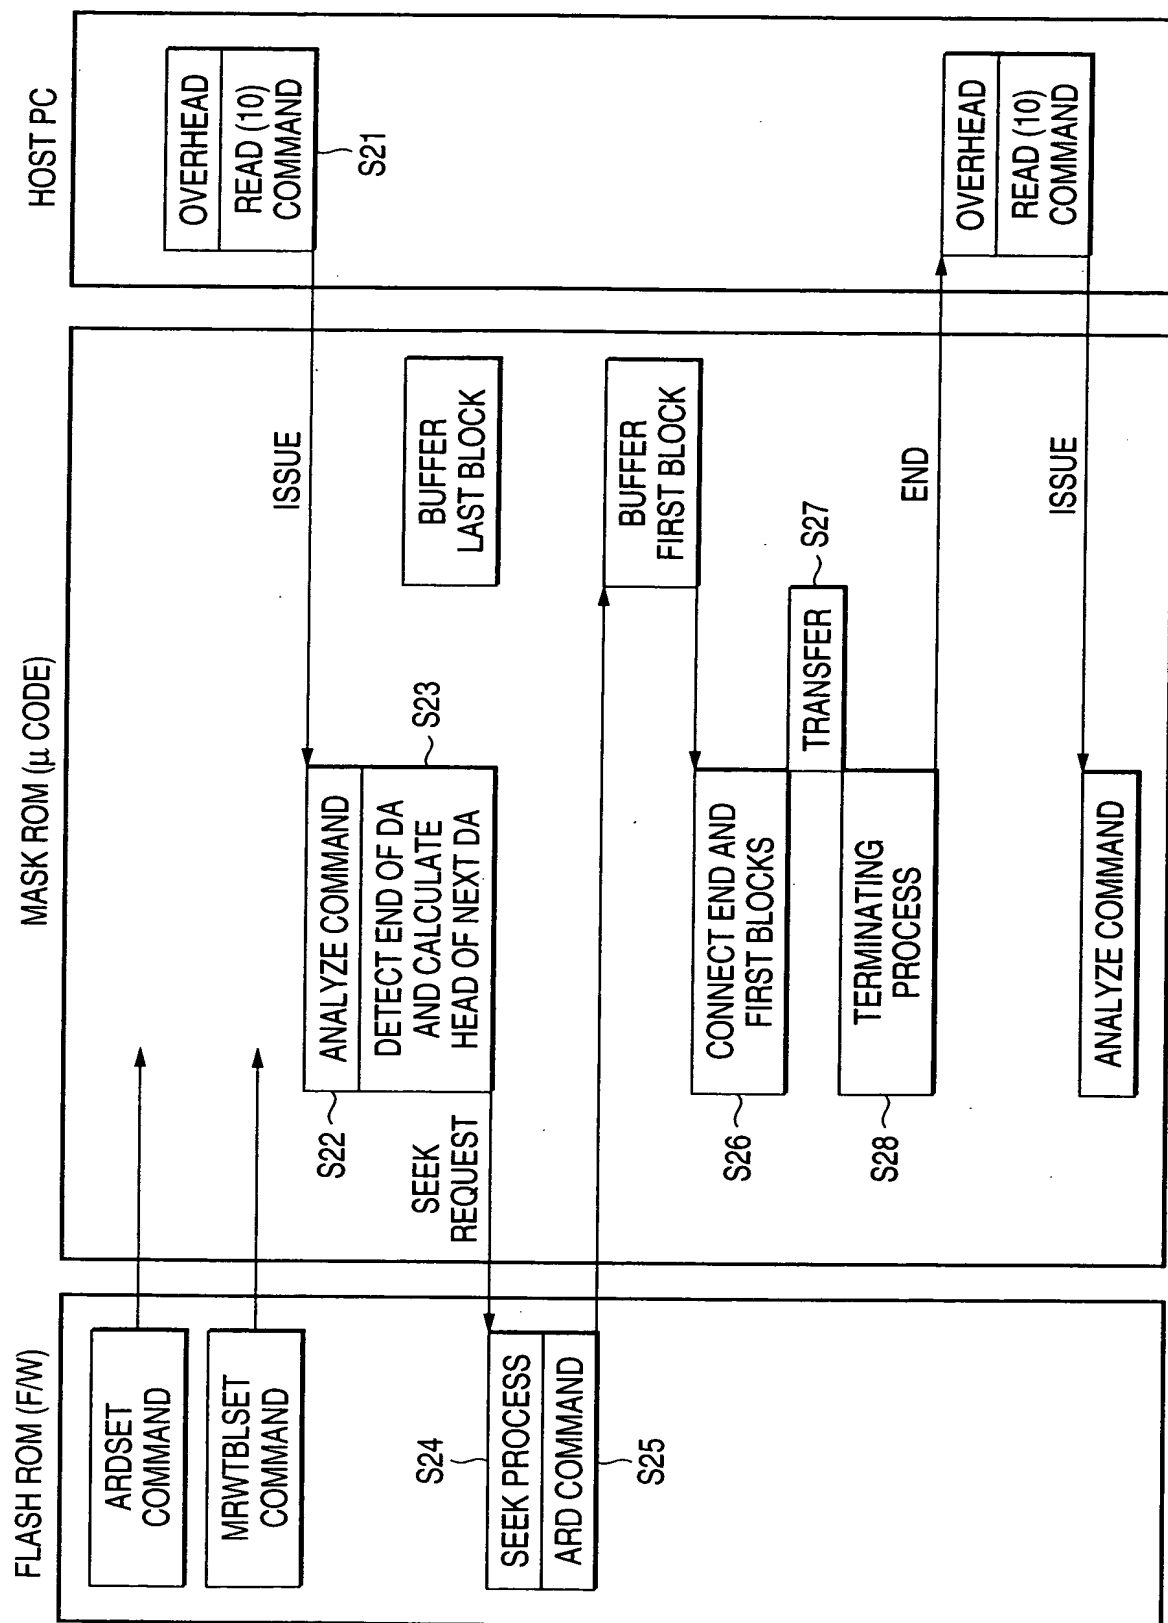 FLASH ROM (F/W)
MASK ROM (μ CODE)
HOST PC
ARDSET
COMMAND
MRWTBLSET
COMMAND
OVERHEAD
READ (10)
COMMAND
S21
ISSUE
S22
ANALYZE COMMAND
DETECT END OF DA
AND CALCULATE
HEAD OF NEXT DA
S23
BUFFER
LAST BLOCK
SEEK
REQUEST
S24
SEEK PROCESS
ARD COMMAND
S25
BUFFER
FIRST BLOCK
CONNECT END AND
FIRST BLOCKS
S26
TRANSFER
S27
TERMINATING
PROCESS
S28
END
OVERHEAD
READ (10)
COMMAND
ISSUE
ANALYZE COMMAND